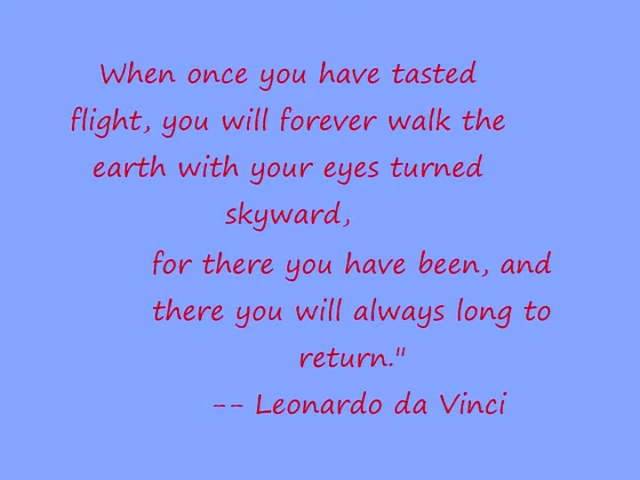 When once you have tasted
flight, you will forever walk the
earth with your eyes turned
skyward,
for there you have been, and
there you will always long to
return."
-- Leonardo da Vinci